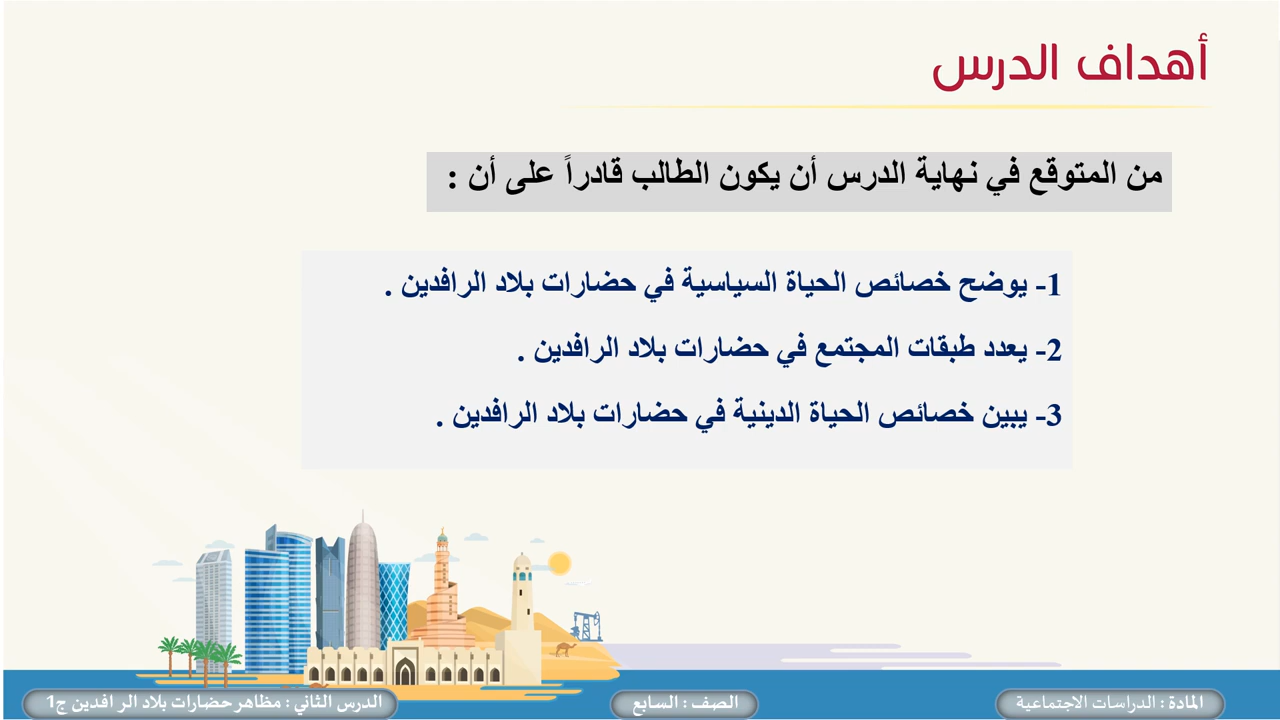 أهداف الدرس
من المتوقع في نهاية الدرس أن يكون الطالب قادراً على أن :
1- يوضح خصائص الحياة السياسية في حضارات بلاد الرافدين .
2- يعدد طبقات المجتمع في حضارات بلاد الرافدين .
3- يبين خصائص الحياة الدينية في حضارات بلاد الرافدين .
المادة : الدراسات الاجتماعية
الصف : السابع
الدرس الثاني : مظاهر حضارات بلاد الرافدين ج1